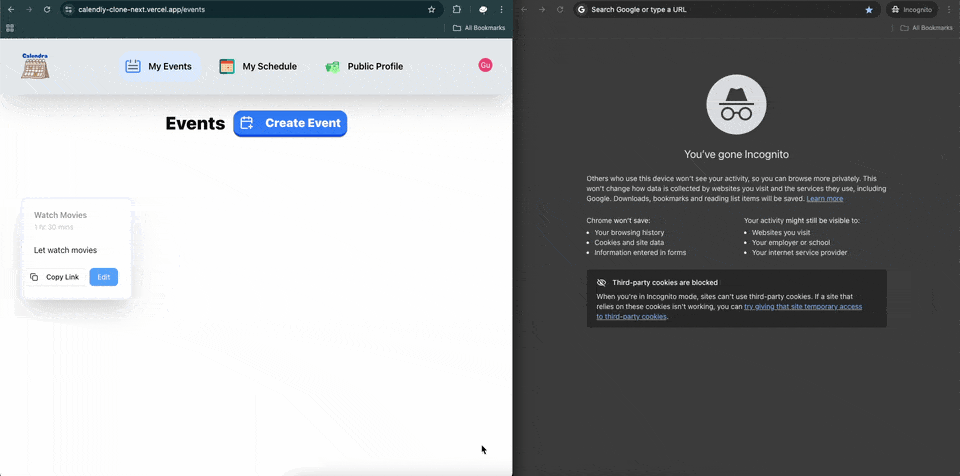 calendiy-clone-next.vercel.app/events
All Bookmarks
Calendra
My Events
My Schedule
Public Profile
Gu
Events
Create Event
Watch Movies
1 hr 30 mins
Let watch movies
Copy Link
Edit
Search Google or type a URL
Incognito
All Bookmarks
You've gone Incognito
Others who use this device won't see your activity, so you can browse more privately. This
won't change how data is collected by websites you visit and the services they use, including
Google. Downloads, bookmarks and reading list items will be saved. Learn more
Chrome won't save:
Your browsing history
Cookies and site data
Information entered in forms
Your activity might still be visible to:
Websites you visit
Your employer or school
Your internet service provider
Third-party cookies are blocked
When you're in Incognito mode, sites can't use third-party cookies. If a site that
relies on these cookies isn't working, you can try giving that site temporary access
to third-party cookies.